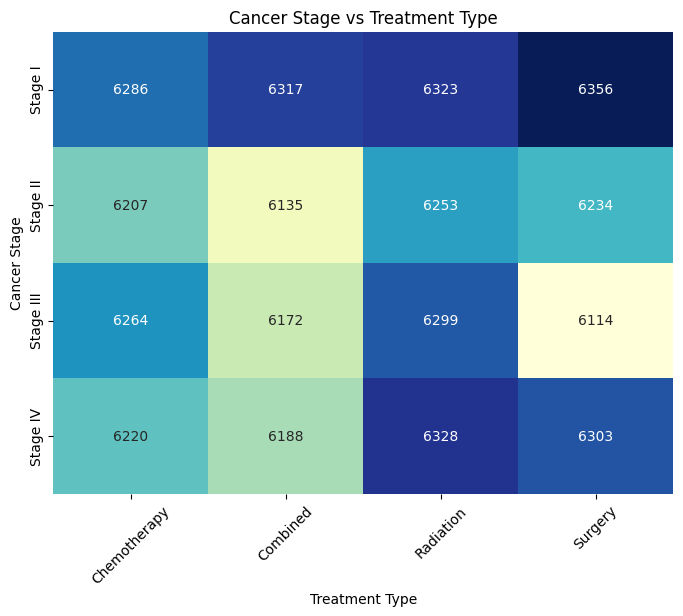 Cancer Stage vs Treatment Type
Cancer Stage
Stage I
6286 6317 6323 6356
Stage II
6207 6135 6253 6234
Stage III
6264 6172 6299 6114
Stage IV
6220 6188 6328 6303
Chemotherapy Combined Radiation Surgery
Treatment Type